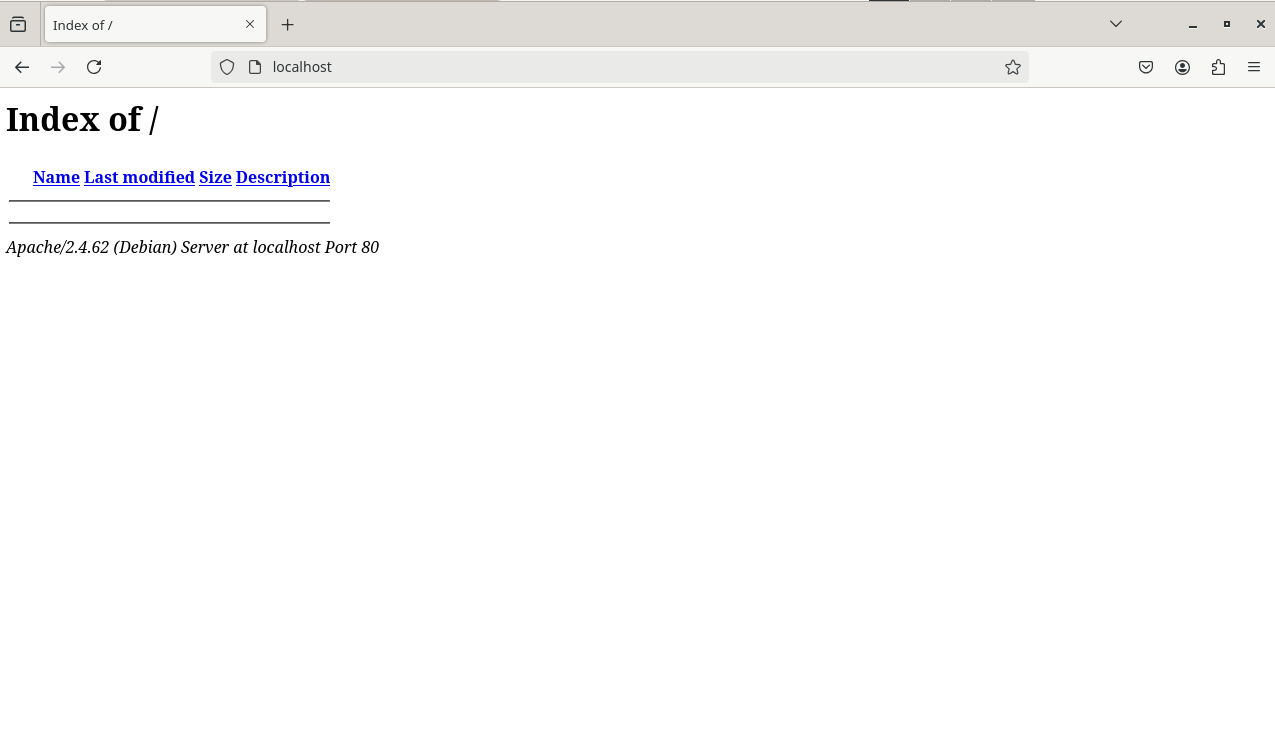 Index of /
localhost
Index of /
Name Last modified Size Description
Apache/2.4.62 (Debian) Server at localhost Port 80